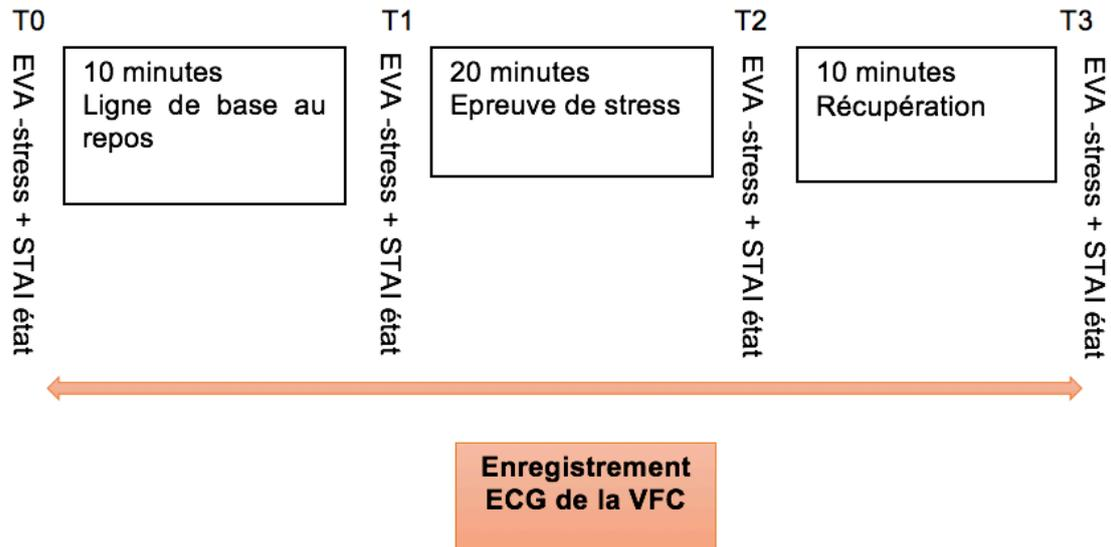 T0
T1
T2
T3
EVA -stress + STAI état
10 minutes
Ligne de base au
repos
EVA -stress + STAI état
20 minutes
Epreuve de stress
EVA -stress + STAI état
10 minutes
Récupération
EVA -stress + STAI état
Enregistrement
ECG de la VFC